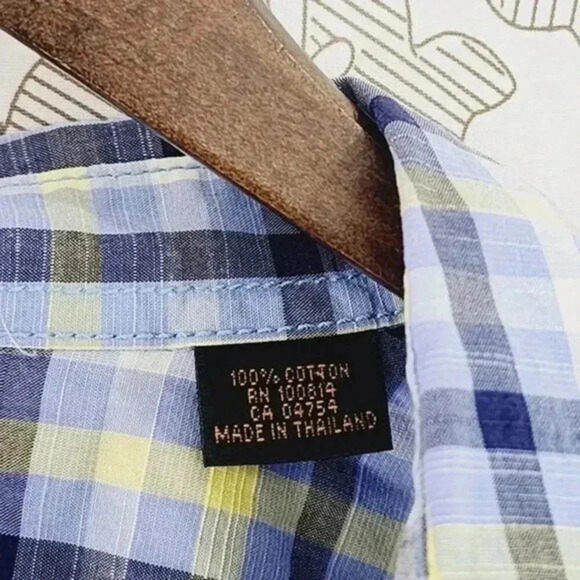 100% COTTON
RN 100814
CA 04754
MADE IN THAILAND